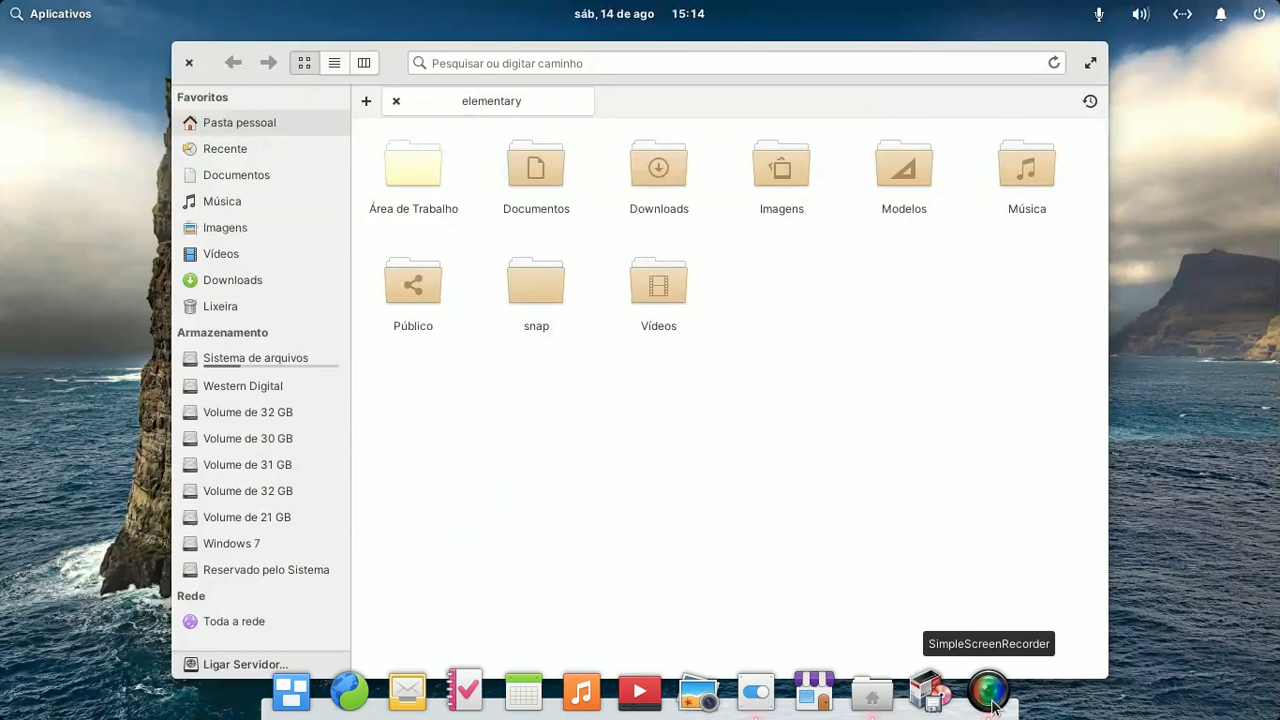 Aplicativos
sáb, 14 de ago 15:14
Pesquisar ou digitar caminho
elementary
Favoritos
Pasta pessoal
Recente
Documentos
Música
Imagens
Vídeos
Downloads
Lixeira
Armazenamento
Sistema de arquivos
Western Digital
Volume de 32 GB
Volume de 30 GB
Volume de 31 GB
Volume de 32 GB
Volume de 21 GB
Windows 7
Reservado pelo Sistema
Rede
Toda a rede
Ligar Servidor...
Área de Trabalho
Documentos
Downloads
Imagens
Modelos
Música
Público
snap
Vídeos
SimpleScreenRecorder